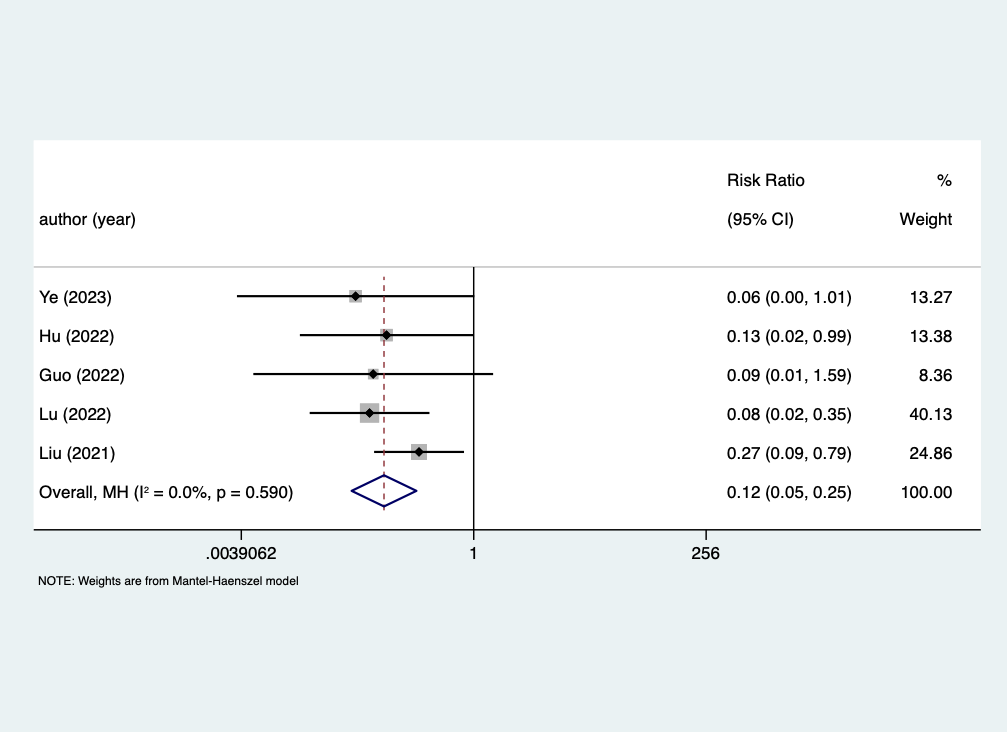 Risk Ratio %
author (year) (95% CI) Weight
Ye (2023) 0.06 (0.00, 1.01) 13.27
Hu (2022) 0.13 (0.02, 0.99) 13.38
Guo (2022) 0.09 (0.01, 1.59) 8.36
Lu (2022) 0.08 (0.02, 0.35) 40.13
Liu (2021) 0.27 (0.09, 0.79) 24.86
Overall, MH (I² = 0.0%, p = 0.590) 0.12 (0.05, 0.25) 100.00
.0039062 1 256
NOTE: Weights are from Mantel-Haenszel model